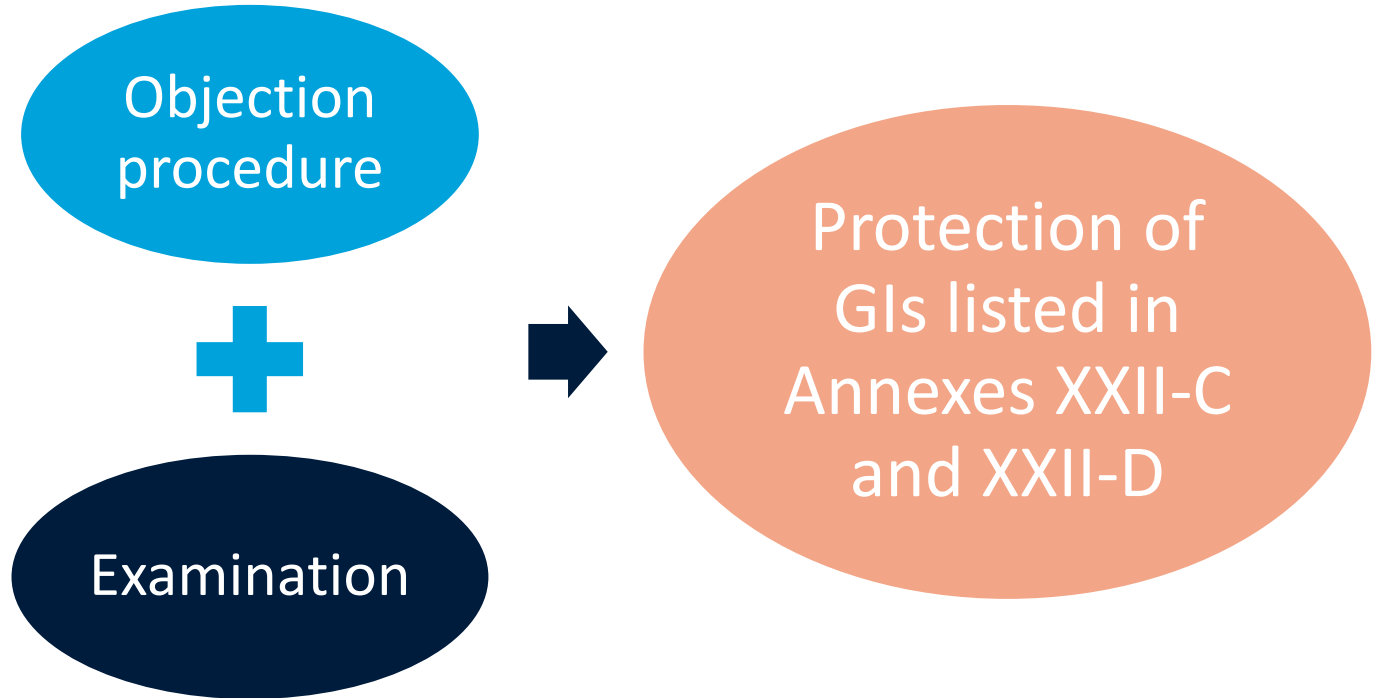 Objection
procedure
Examination
Protection of
GIs listed in
Annexes XXII-C
and XXII-D